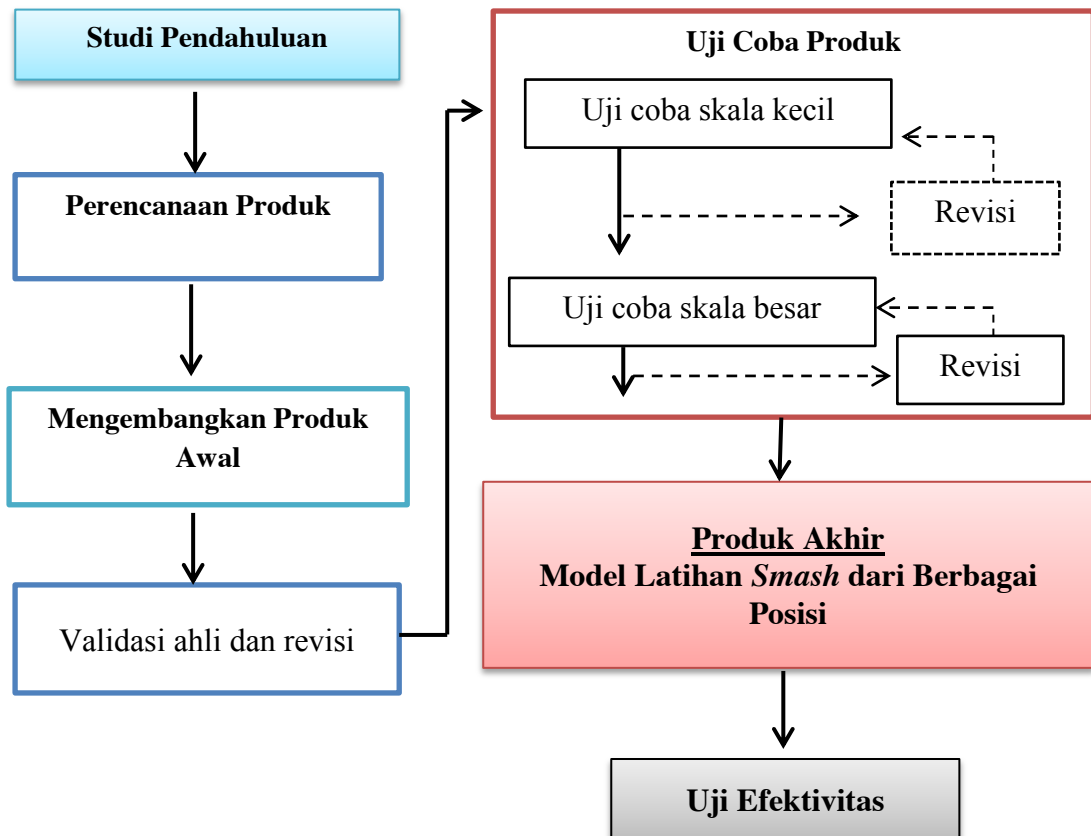 Studi Pendahuluan
Perencanaan Produk
Mengembangkan Produk
Awal
Validasi ahli dan revisi
Uji Coba Produk
Uji coba skala kecil
Revisi
Uji coba skala besar
Revisi
Produk Akhir
Model Latihan Smash dari Berbagai
Posisi
Uji Efektivitas